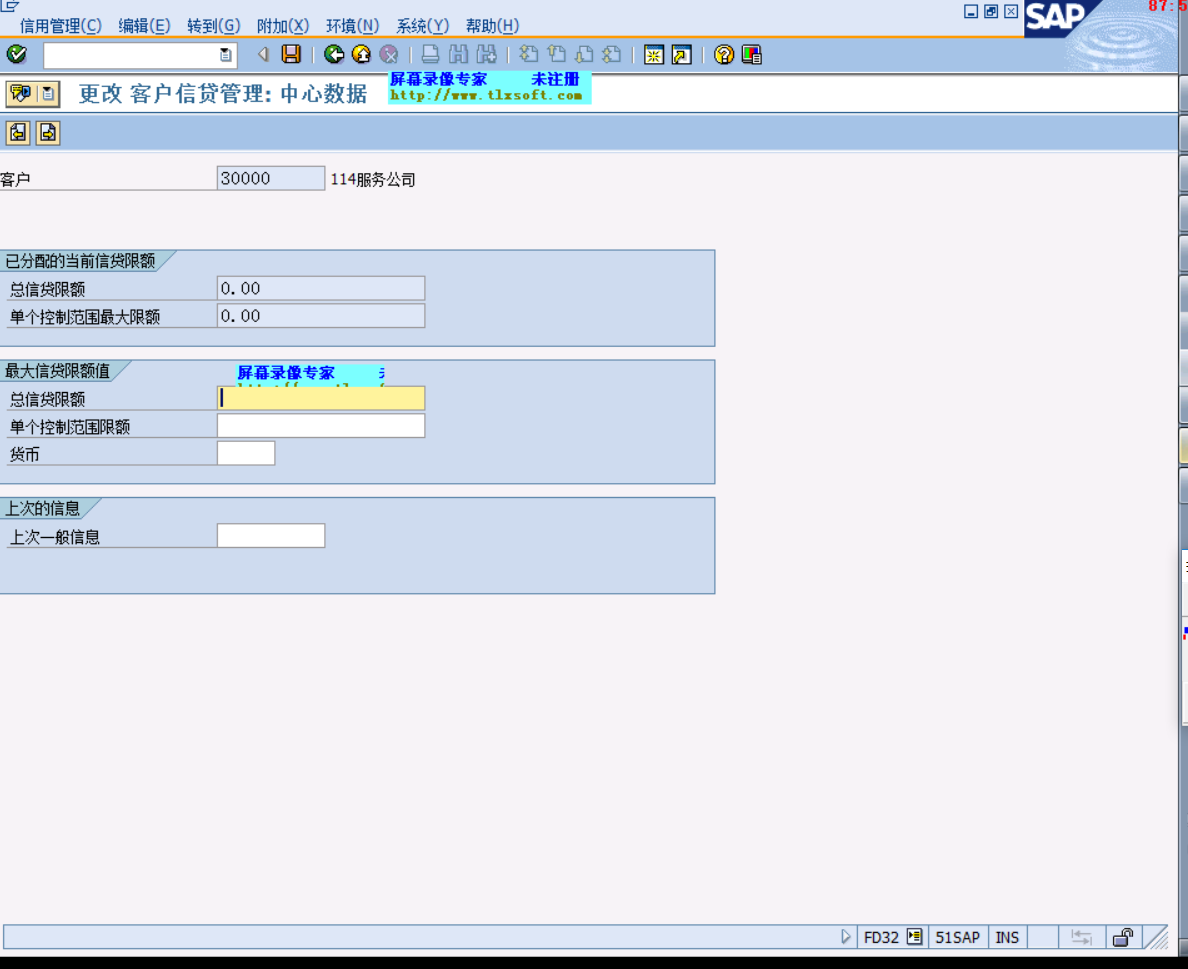 信用管理(C) 编辑(E) 转到(G) 附加(X) 环境(N) 系统(Y) 帮助(H)
SAP
87:5
更改 客户信贷管理: 中心数据
屏幕录像专家 未注册
http://www.tlxsoft.com
客户 30000 114服务公司
已分配的当前信贷限额
总信贷限额 0.00
单个控制范围最大限额 0.00
最大信贷限额值
屏幕录像专家
总信贷限额
单个控制范围限额
货币
上次的信息
上次一般信息
FD32 51SAP INS